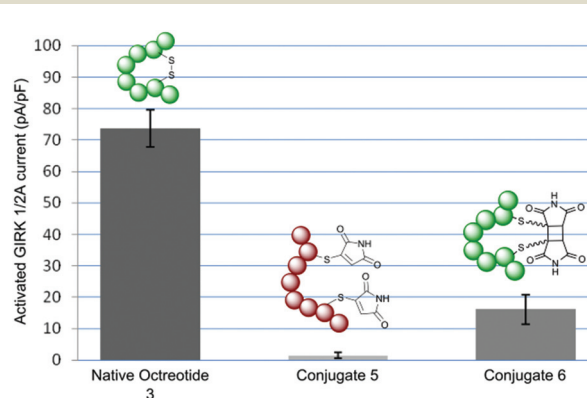 Activated GIRK 1/2A current (pA/pF)
100
90
80
70
60
50
40
30
20
10
0
S
S
S
O
NH
O
S
O
NH
O
H
N
O
O
S
S
O
O
N
H
Native Octreotide
3
Conjugate 5
Conjugate 6